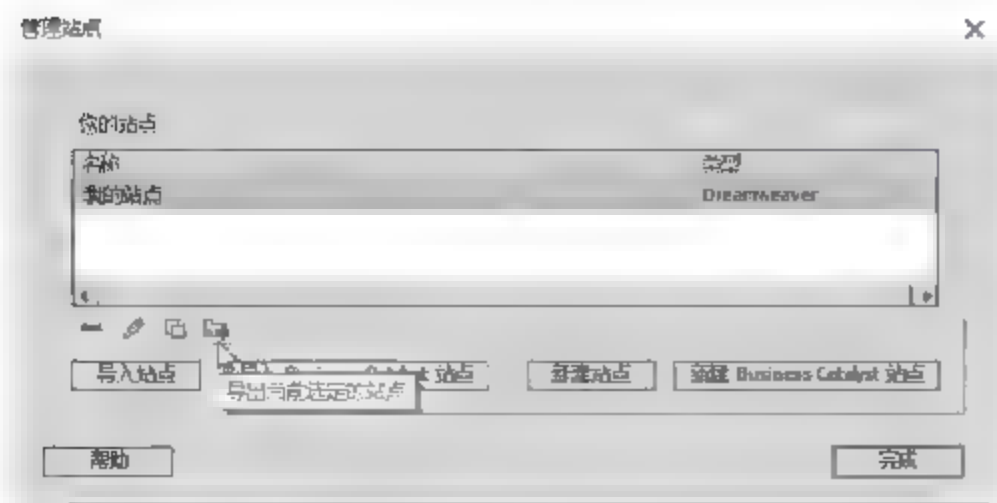 管理站点
你的站点
名称 类型
我的站点 Dreamweaver
导入站点 站点 新建站点 新建 Business Catalyst 站点
导出当前选定的站点
帮助 完成